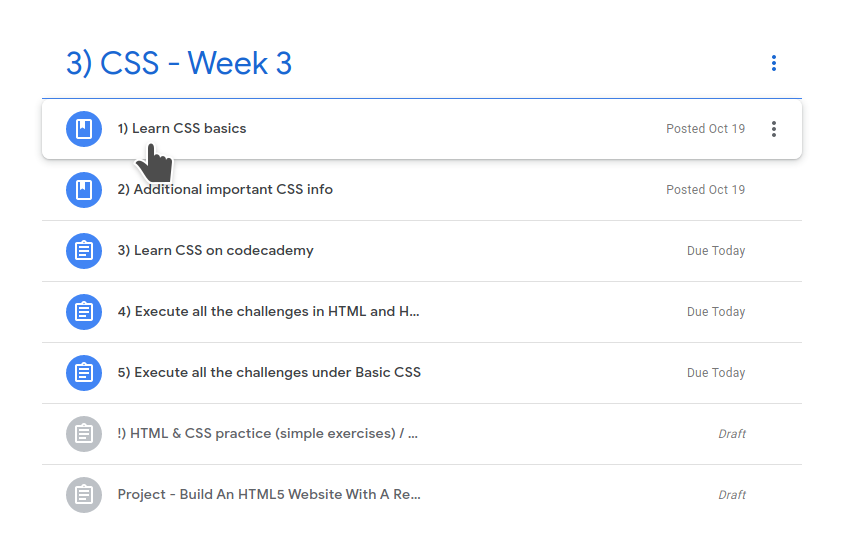 3) CSS - Week 3
1) Learn CSS basics Posted Oct 19
2) Additional important CSS info Posted Oct 19
3) Learn CSS on codecademy Due Today
4) Execute all the challenges in HTML and H... Due Today
5) Execute all the challenges under Basic CSS Due Today
!) HTML & CSS practice (simple exercises) / ... Draft
Project - Build An HTML5 Website With A Re... Draft